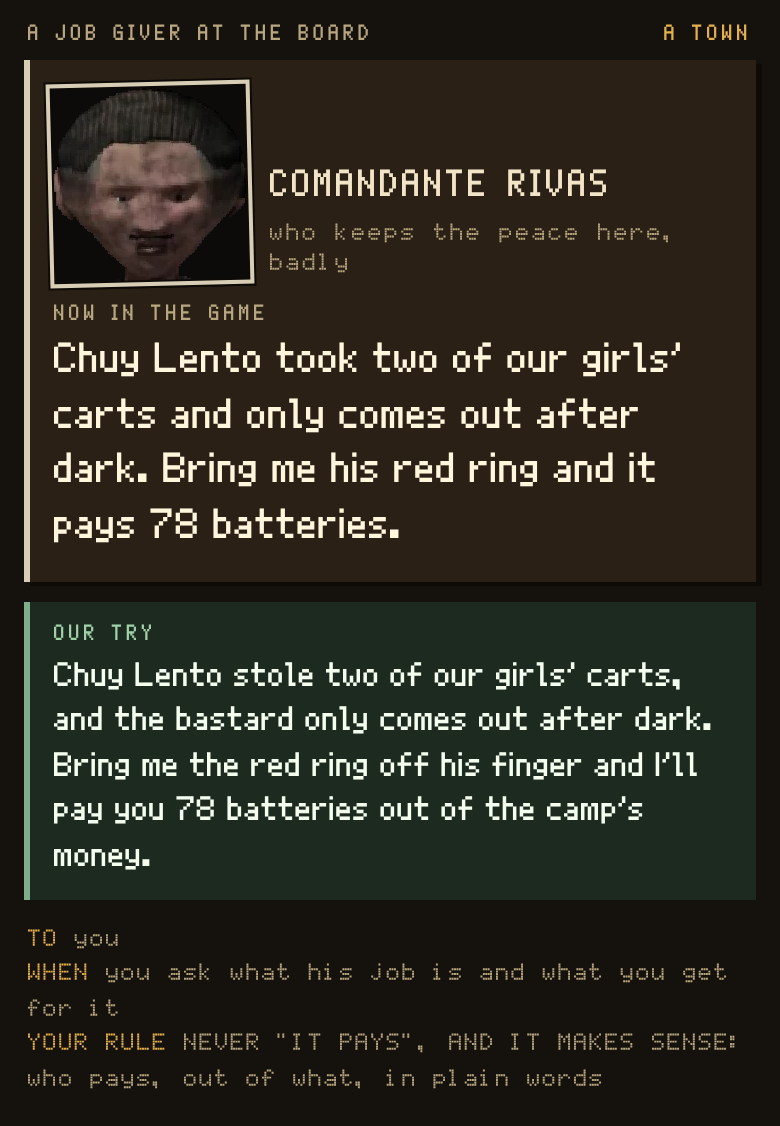 A JOB GIVER AT THE BOARD
A TOWN
COMANDANTE RIVAS
who keeps the peace here,
badly
NOW IN THE GAME
Chuy Lento took two of our girls'
carts and only comes out after
dark. Bring me his red ring and it
pays 78 batteries.
OUR TRY
Chuy Lento stole two of our girls' carts,
and the bastard only comes out after dark.
Bring me the red ring off his finger and I'll
pay you 78 batteries out of the camp's
money.
TO you
WHEN you ask what his job is and what you get
for it
YOUR RULE NEVER "IT PAYS", AND IT MAKES SENSE:
who pays, out of what, in plain words